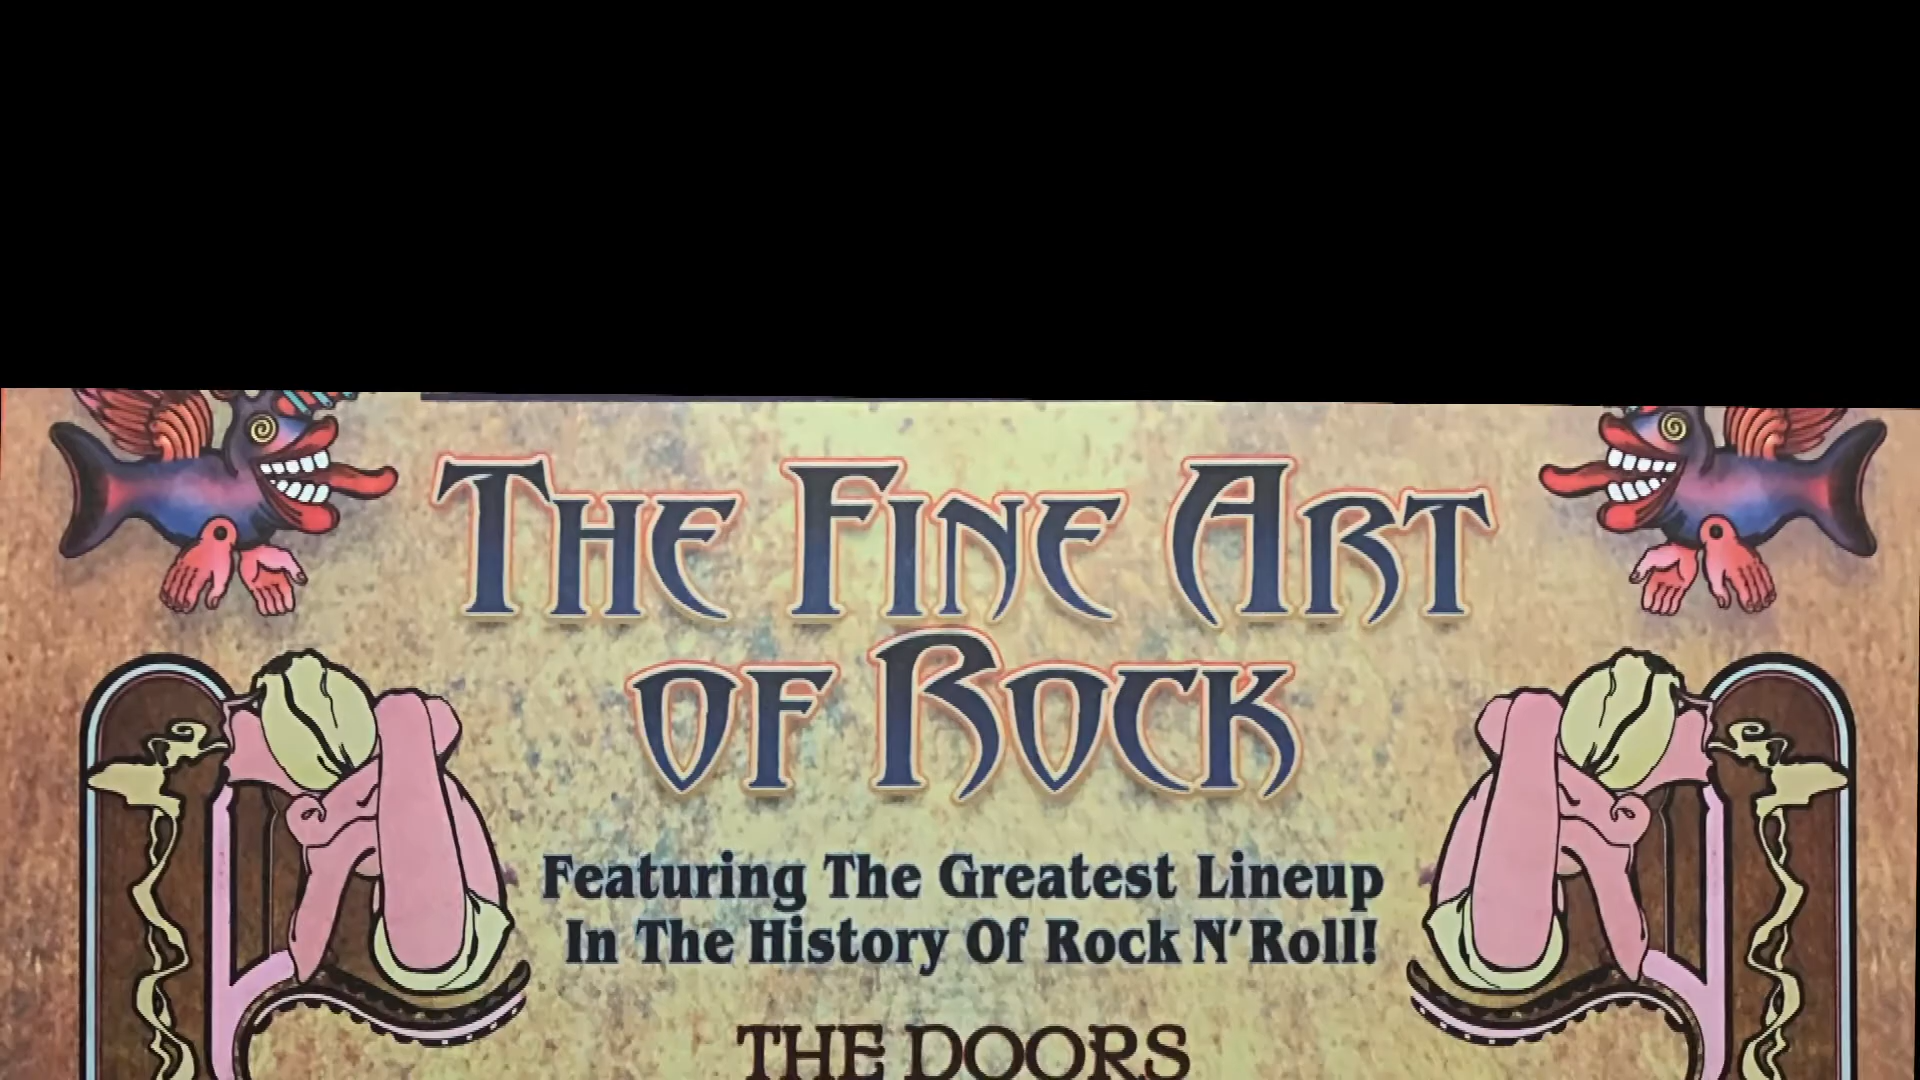 The Fine Art
of Rock
Featuring The Greatest Lineup
In The History Of Rock N' Roll!
THE DOORS